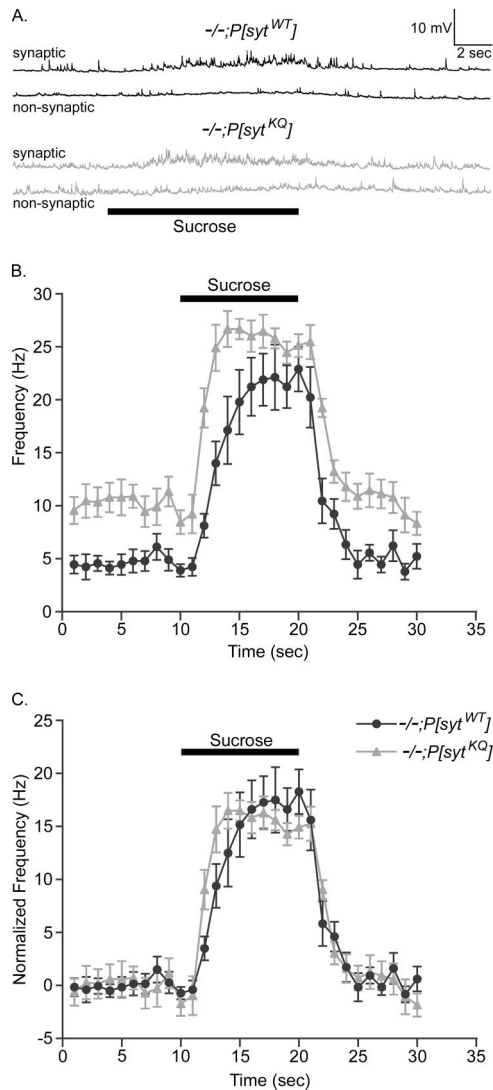 A.
-/-;P[syt^WT]
10 mV
2 sec
synaptic
non-synaptic
-/-;P[syt^KQ]
synaptic
non-synaptic
Sucrose
B.
Sucrose
Frequency (Hz)
30
25
20
15
10
5
0
0 5 10 15 20 25 30 35
Time (sec)
C.
-/-;P[syt^WT]
-/-;P[syt^KQ]
Sucrose
Normalized Frequency (Hz)
25
20
15
10
5
0
-5
0 5 10 15 20 25 30 35
Time (sec)